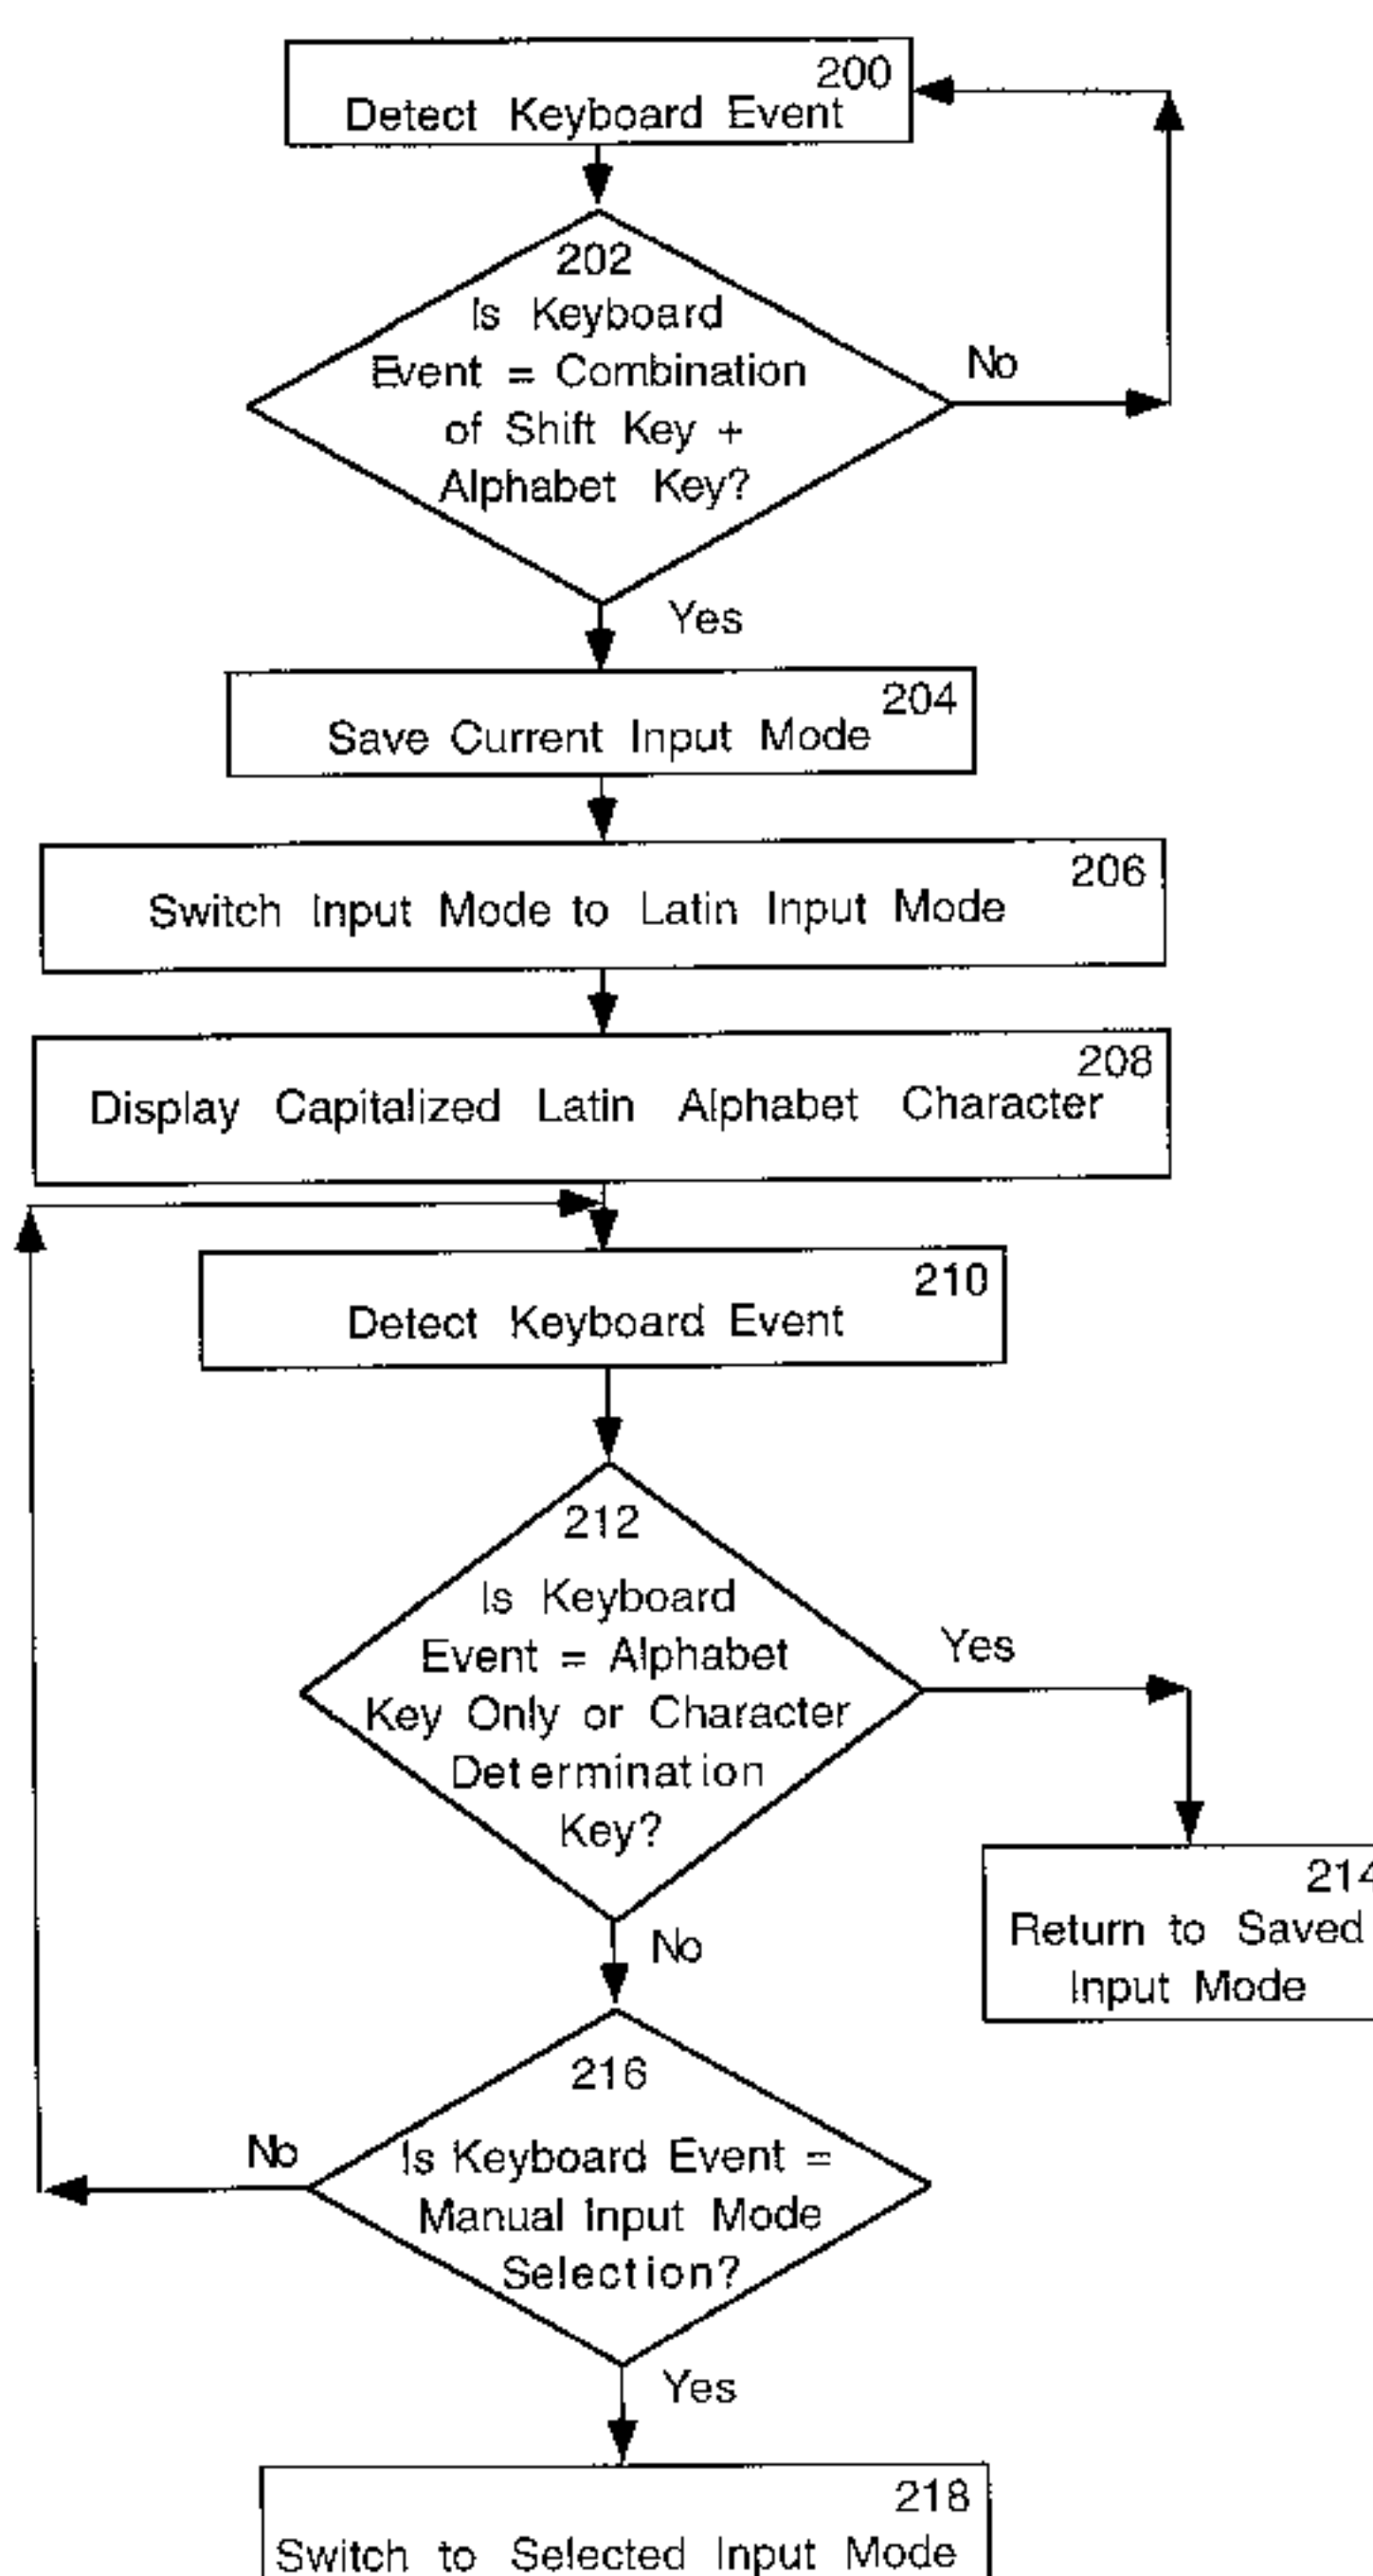 200
Detect Keyboard Event
202
Is Keyboard
Event = Combination
of Shift Key +
Alphabet Key?
No
Yes
204
Save Current Input Mode
206
Switch Input Mode to Latin Input Mode
208
Display Capitalized Latin Alphabet Character
210
Detect Keyboard Event
212
Is Keyboard
Event = Alphabet
Key Only or Character
Determination
Key?
Yes
214
Return to Saved
Input Mode
No
216
Is Keyboard Event =
Manual Input Mode
Selection?
No
Yes
218
Switch to Selected Input Mode